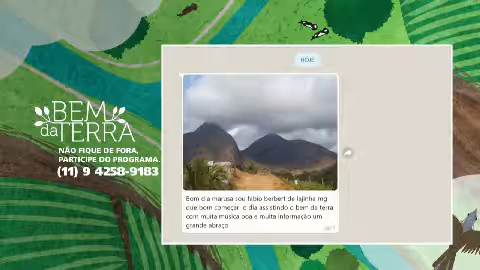 HOJE
BEM
da TERRA
NÃO FIQUE DE FORA,
PARTICIPE DO PROGRAMA.
(11) 9 4258-9183
Bom dia marusa sou fabio berbert de lajinha mg
que bom começar o dia assistindo o bem da terra
com muita música boa e muita informação um
grande abraço